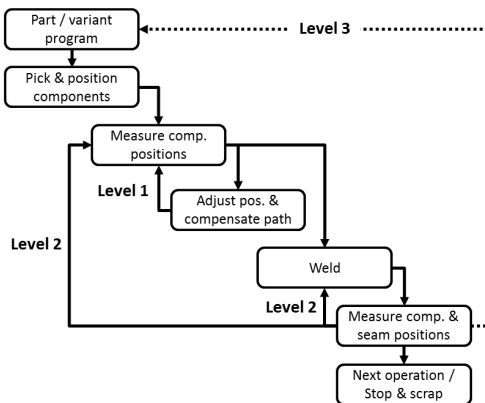 Part / variant
program
Level 3
Pick & position
components
Measure comp.
positions
Level 1
Adjust pos. &
compensate path
Level 2
Weld
Level 2
Measure comp. &
seam positions
Next operation /
Stop & scrap